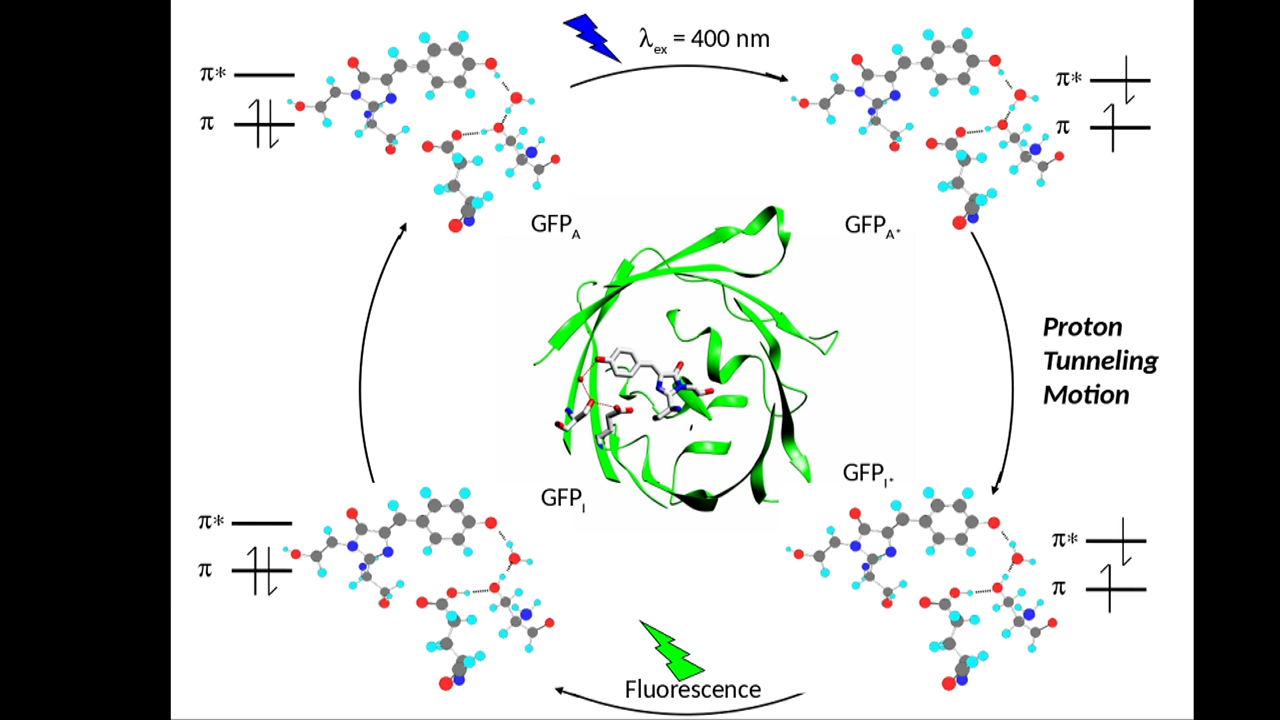 λex = 400 nm
π*
π
π*
π
GFPA
GFPA*
Proton
Tunneling
Motion
GFPI
GFPI*
π*
π
π*
π
Fluorescence